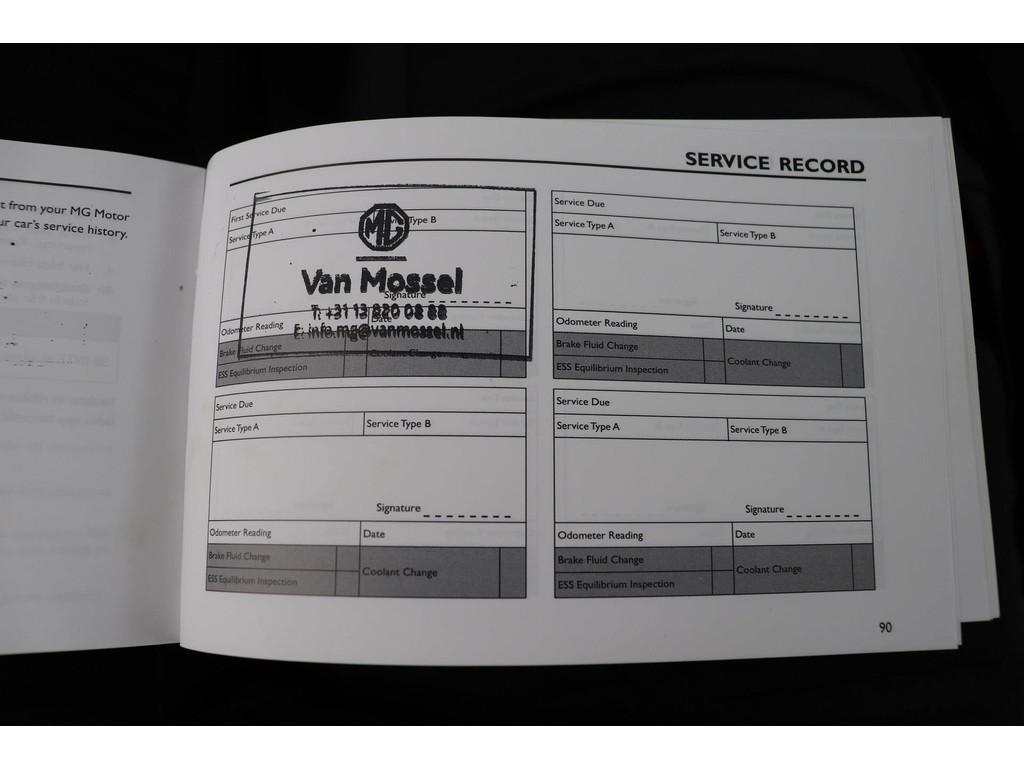 t from your MG Motor
ur car's service history.
SERVICE RECORD
First Service Due
Service Type A
Type B
MG
Van Mossel
Signature
T: +31 13 820 08 88
Odometer Reading
Date
E: info.mg@vanmossel.nl
Brake Fluid Change
Coolant Change
ESS Equilibrium Inspection
Service Due
Service Type A
Service Type B
Signature
Odometer Reading
Date
Brake Fluid Change
Coolant Change
ESS Equilibrium Inspection
Service Due
Service Type A
Service Type B
Signature
Odometer Reading
Date
Brake Fluid Change
Coolant Change
ESS Equilibrium Inspection
Service Due
Service Type A
Service Type B
Signature
Odometer Reading
Date
Brake Fluid Change
Coolant Change
ESS Equilibrium Inspection
90